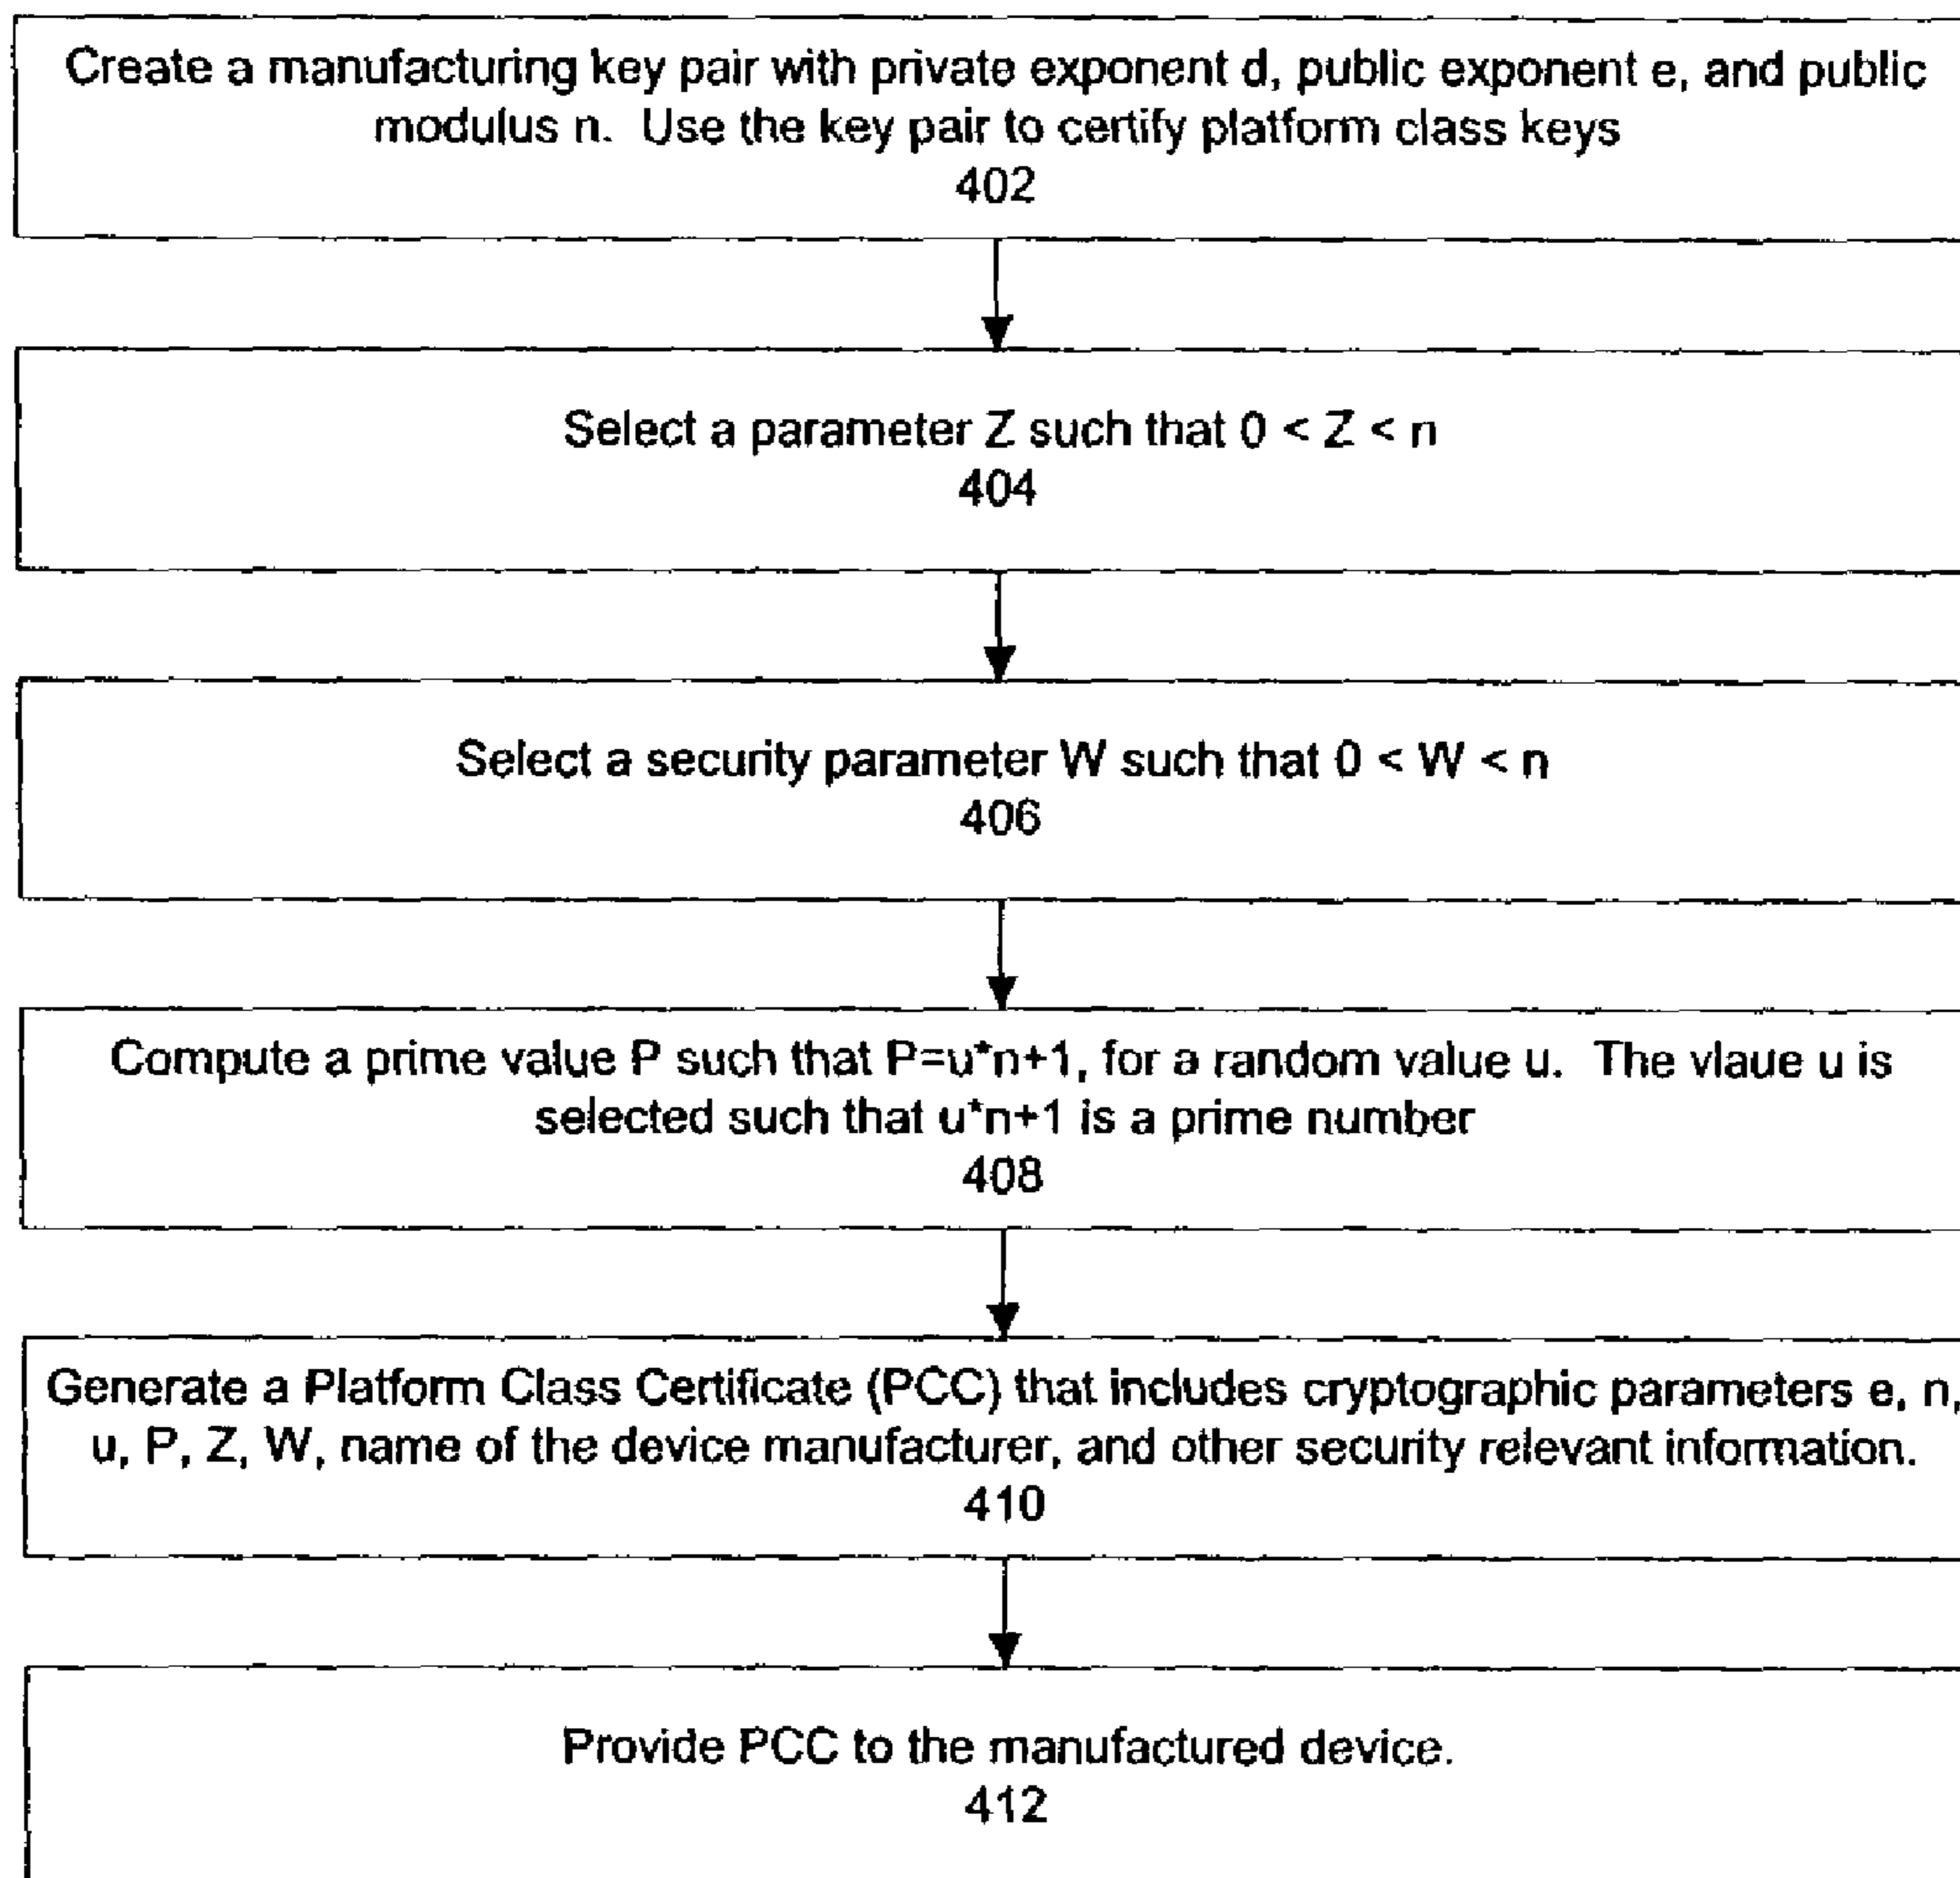 Create a manufacturing key pair with private exponent d, public exponent e, and public
modulus n. Use the key pair to certify platform class keys
402
Select a parameter Z such that 0 < Z < n
404
Select a security parameter W such that 0 < W < n
406
Compute a prime value P such that P=u*n+1, for a random value u. The vlaue u is
selected such that u*n+1 is a prime number
408
Generate a Platform Class Certificate (PCC) that includes cryptographic parameters e, n,
u, P, Z, W, name of the device manufacturer, and other security relevant information.
410
Provide PCC to the manufactured device.
412